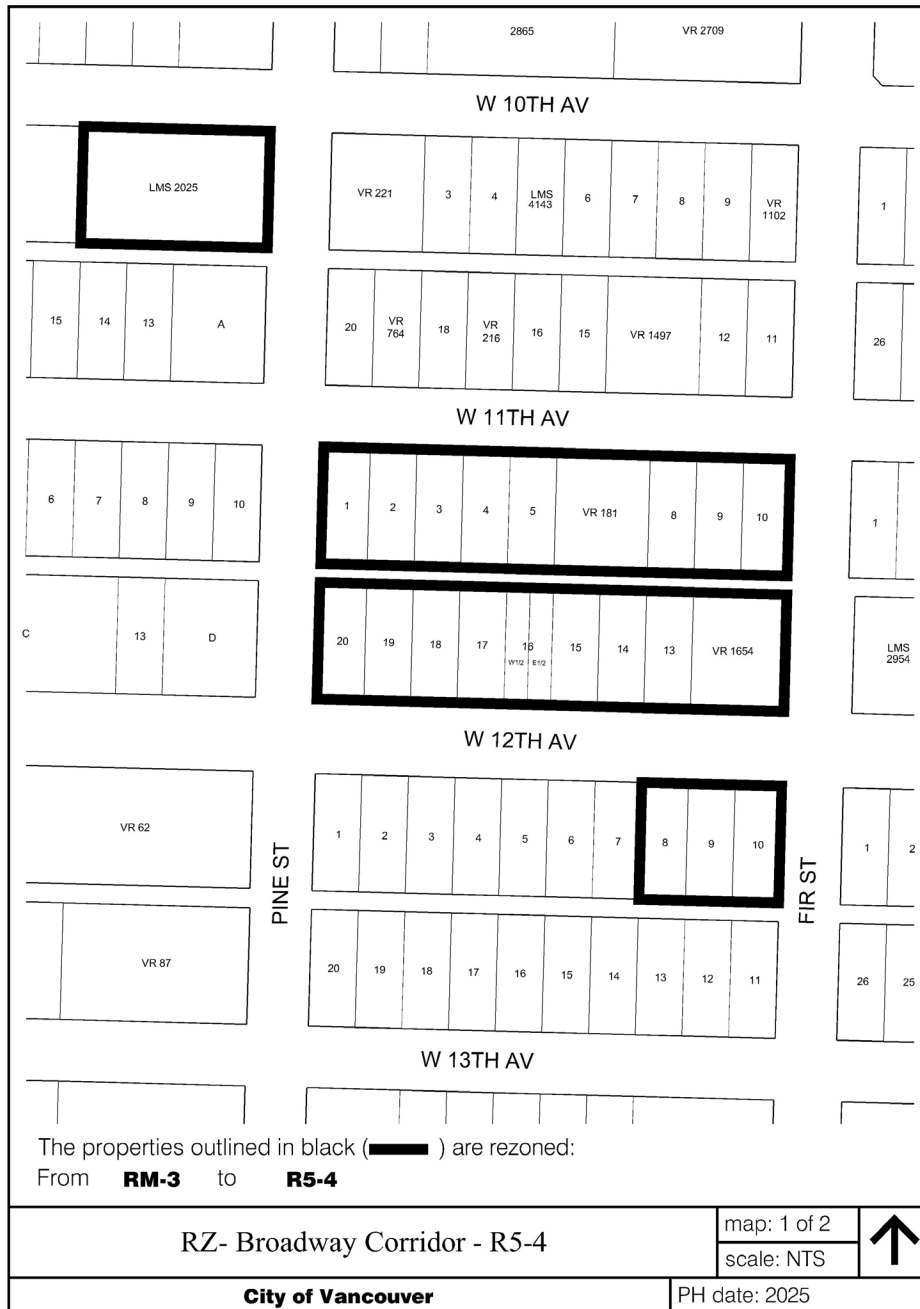 2865 VR 2709
W 10TH AV
LMS 2025
VR 221 3 4 LMS 4143 6 7 8 9 VR 1102 1
15 14 13 A
20 VR 764 18 VR 216 16 15 VR 1497 12 11 26
W 11TH AV
6 7 8 9 10
1 2 3 4 5 VR 181 8 9 10 1
C 13 D
20 19 18 17 16 W1/2 E1/2 15 14 13 VR 1654 LMS 2954
W 12TH AV
VR 62
1 2 3 4 5 6 7 8 9 10 1 2
PINE ST
FIR ST
VR 87
20 19 18 17 16 15 14 13 12 11 26 25
W 13TH AV
The properties outlined in black ( ) are rezoned:
From RM-3 to R5-4
RZ- Broadway Corridor - R5-4
map: 1 of 2
scale: NTS
City of Vancouver
PH date: 2025